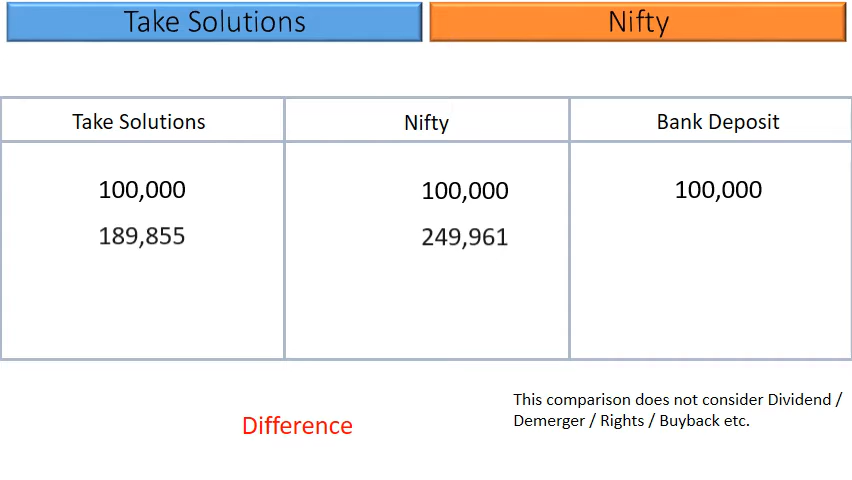 Take Solutions
Nifty
Take Solutions
Nifty
Bank Deposit
100,000
100,000
100,000
189,855
249,961
This comparison does not consider Dividend /
Demerger / Rights / Buyback etc.
Difference